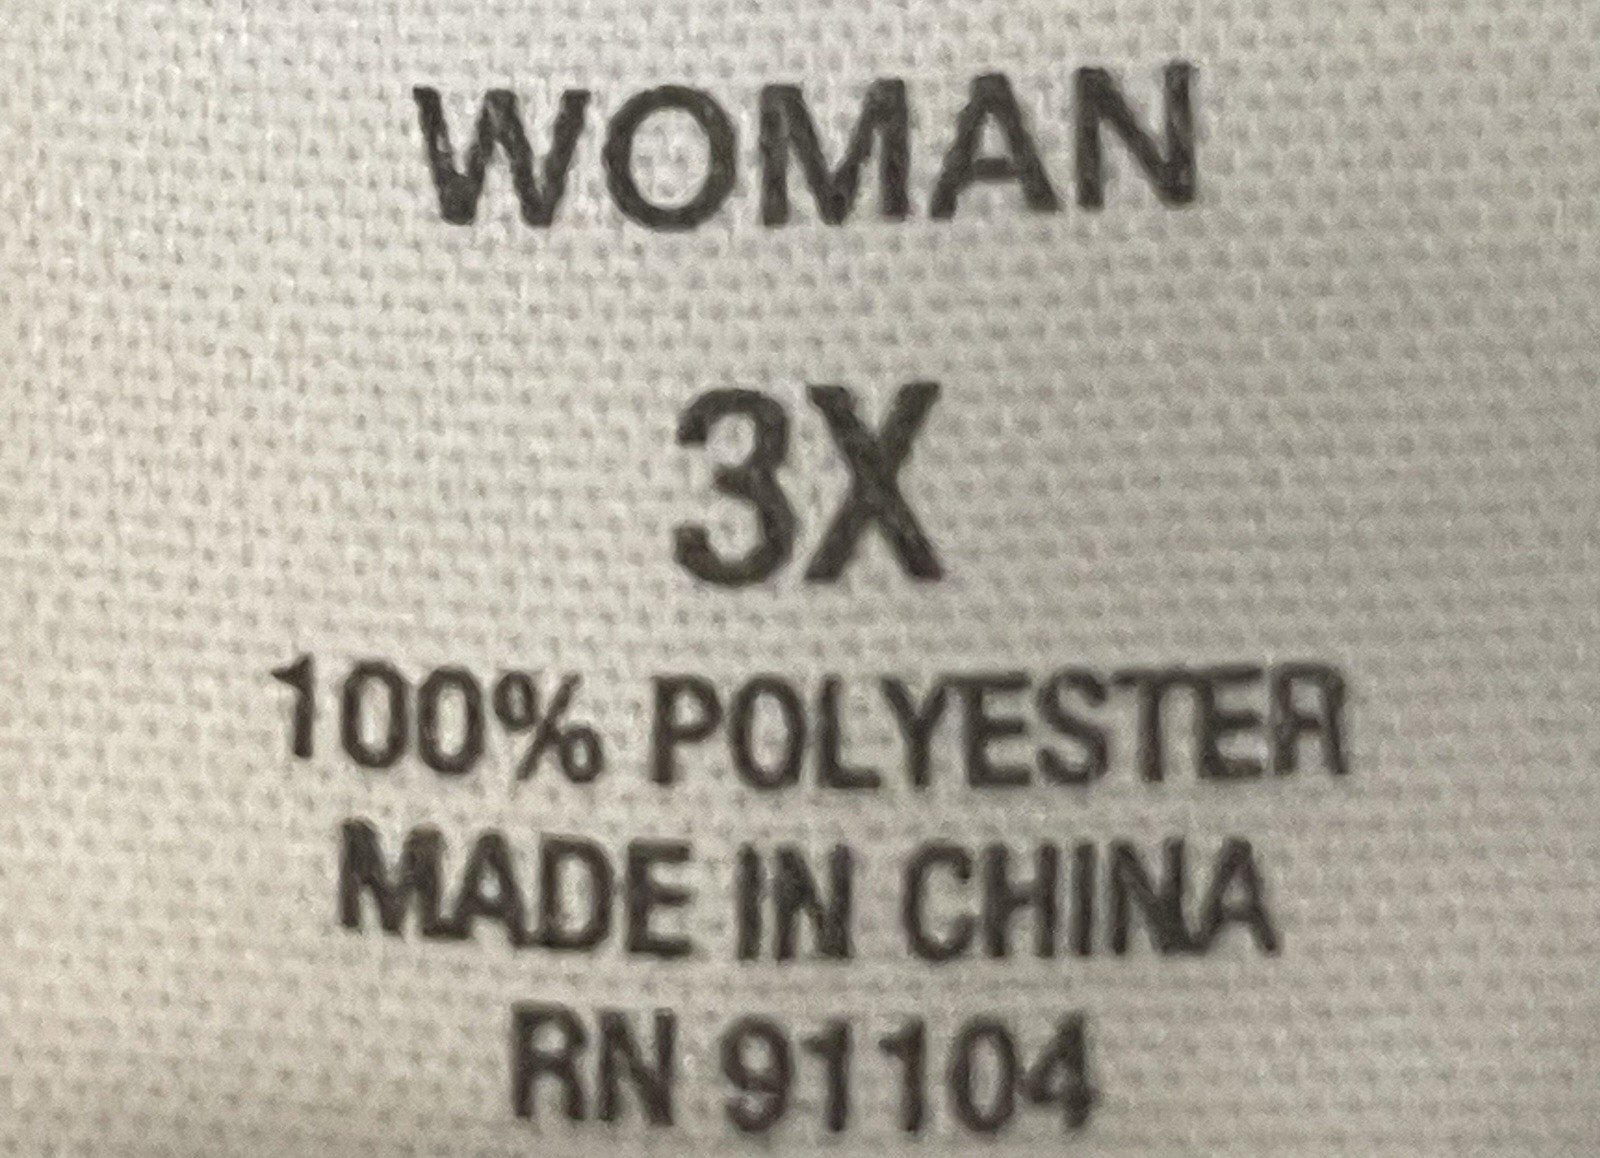 WOMAN
3X
100% POLYESTER
MADE IN CHINA
RN 91104